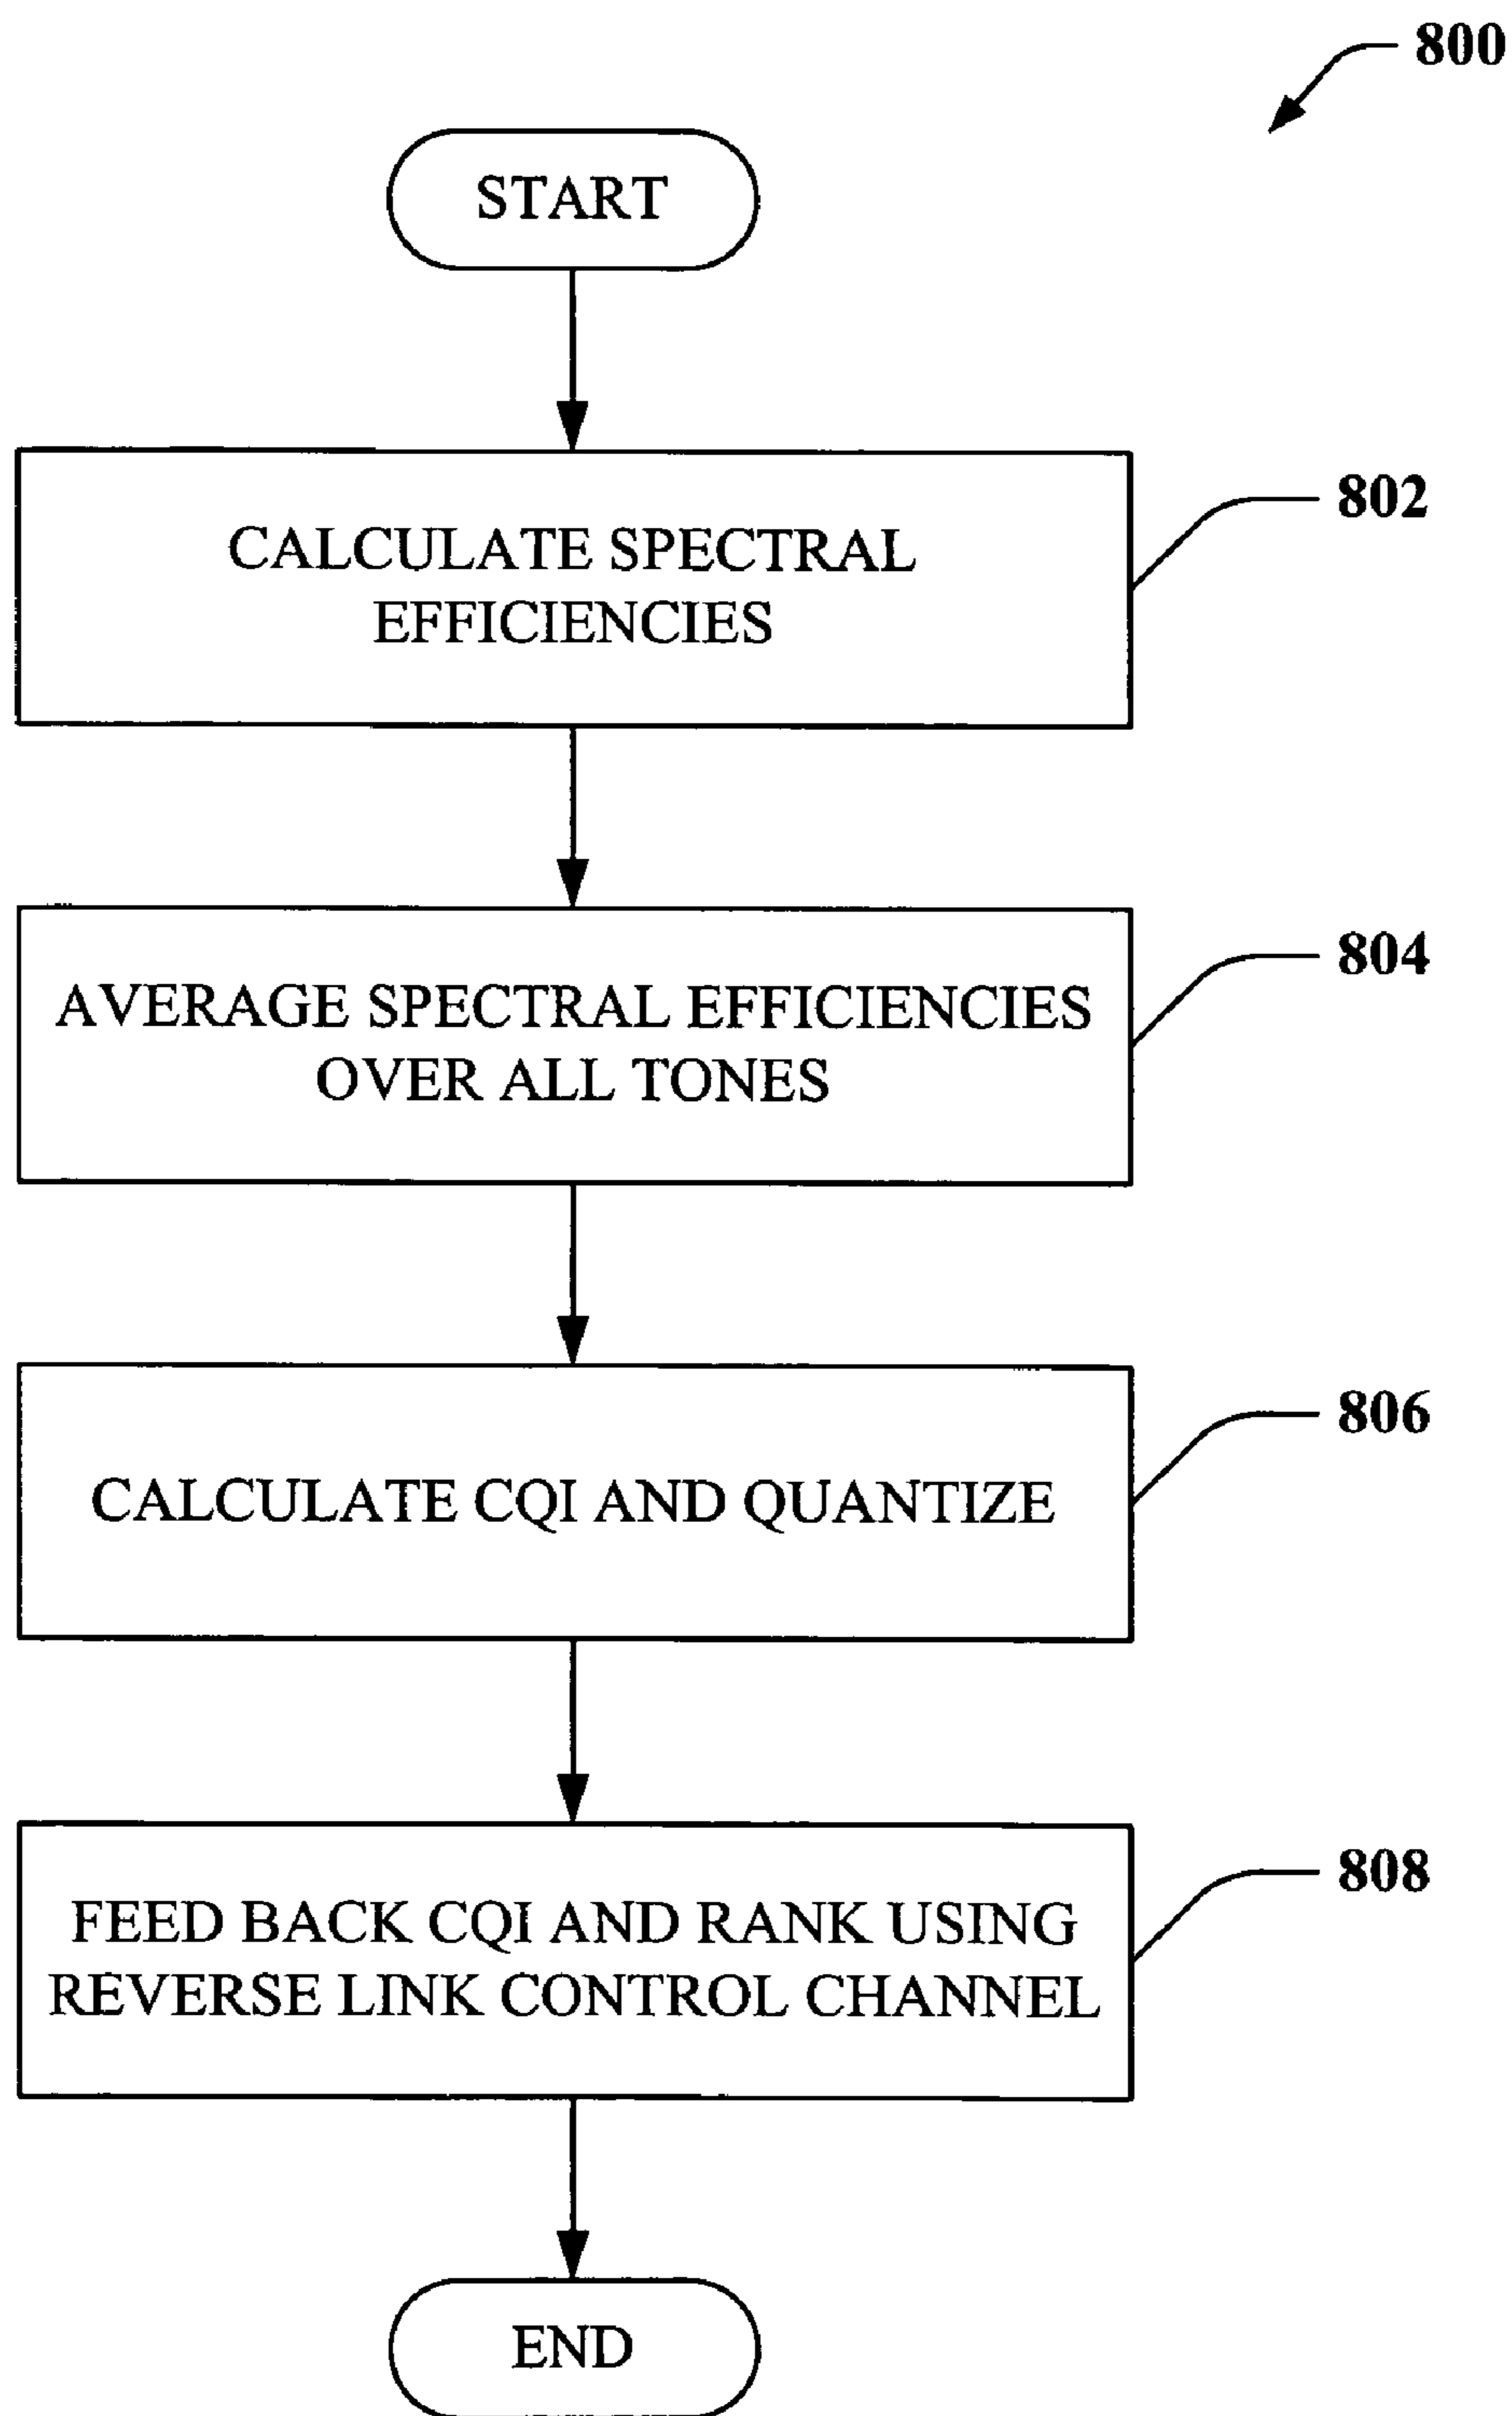 800
START
CALCULATE SPECTRAL
EFFICIENCIES
802
AVERAGE SPECTRAL EFFICIENCIES
OVER ALL TONES
804
CALCULATE CQI AND QUANTIZE
806
FEED BACK CQI AND RANK USING
REVERSE LINK CONTROL CHANNEL
808
END